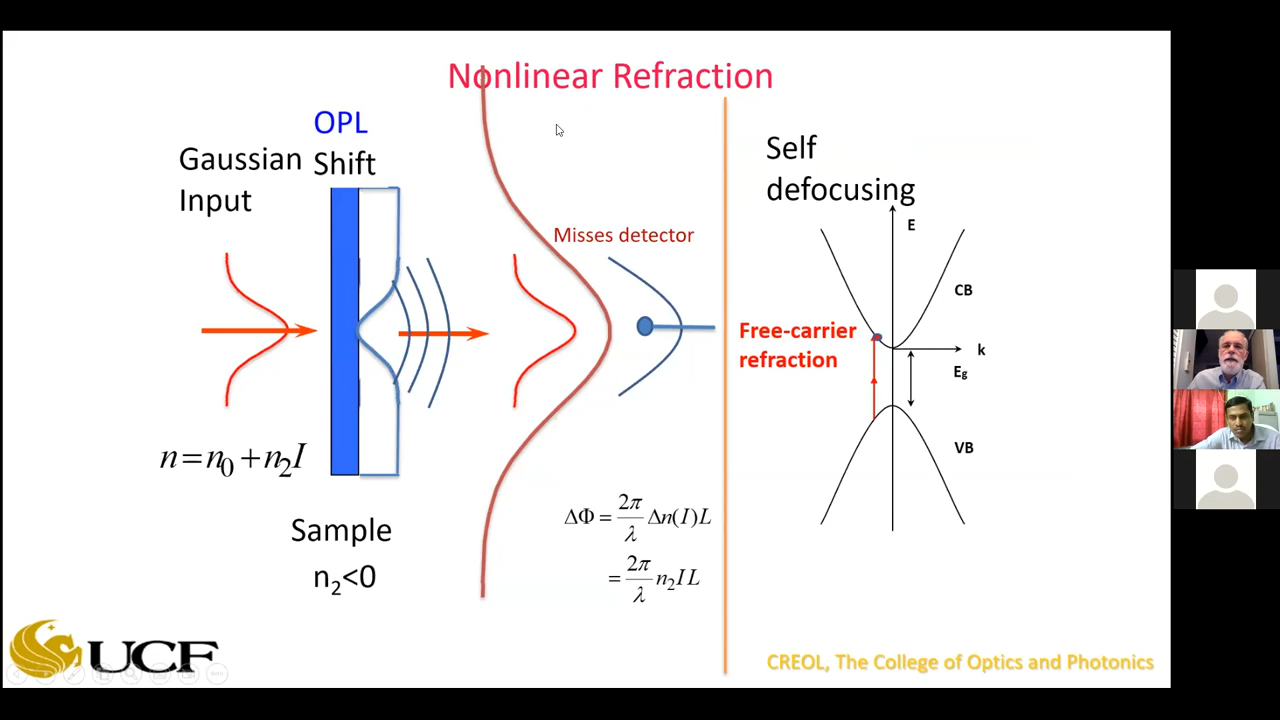 Nonlinear Refraction
OPL
Shift
Gaussian
Input
Misses detector
n=n₀+n₂I
Sample
n₂<0
ΔΦ = 2π/λ Δn(I)L
= 2π/λ n₂IL
Self
defocusing
E
CB
Free-carrier
refraction
k
Eg
VB
UCF
CREOL, The College of Optics and Photonics